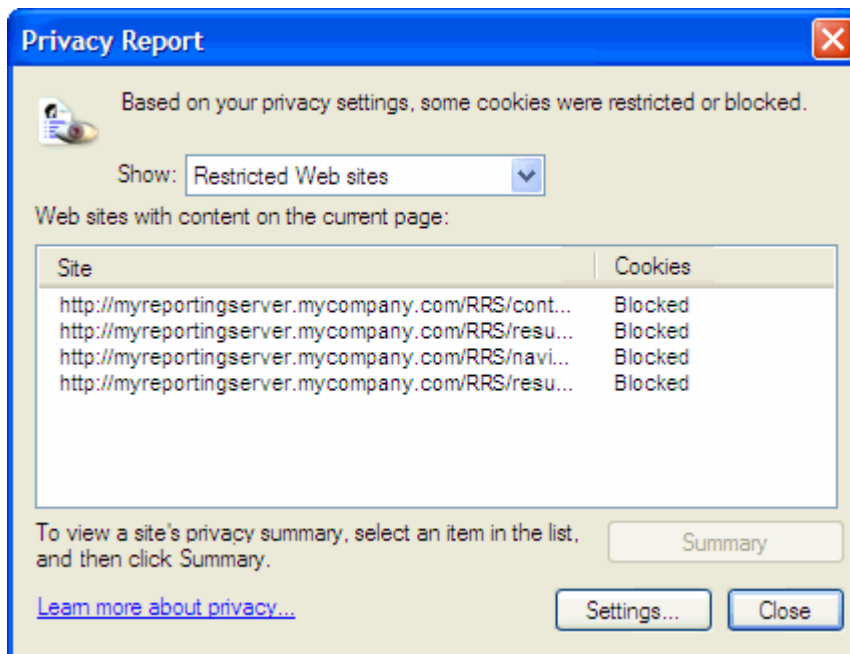 Privacy Report
Based on your privacy settings, some cookies were restricted or blocked.
Show: Restricted Web sites
Web sites with content on the current page:
Site Cookies
http://myreportingserver.mycompany.com/RRS/cont... Blocked
http://myreportingserver.mycompany.com/RRS/resu... Blocked
http://myreportingserver.mycompany.com/RRS/navi... Blocked
http://myreportingserver.mycompany.com/RRS/resu... Blocked
To view a site's privacy summary, select an item in the list,
and then click Summary.
Summary
Learn more about privacy...
Settings... Close